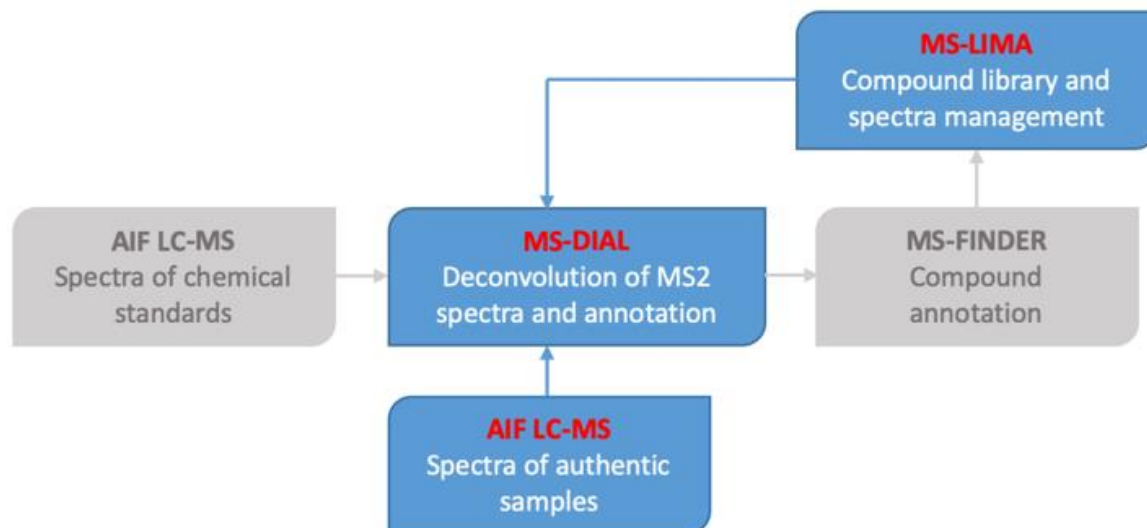 MS-LIMA
Compound library and
spectra management
AIF LC-MS
Spectra of chemical
standards
MS-DIAL
Deconvolution of MS2
spectra and annotation
MS-FINDER
Compound
annotation
AIF LC-MS
Spectra of authentic
samples